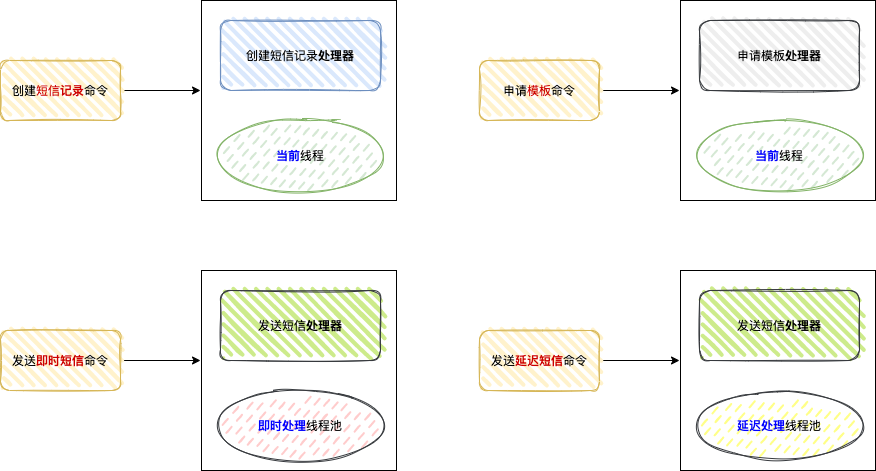 创建短信记录命令
创建短信记录处理器
当前线程
申请模板命令
申请模板处理器
当前线程
发送即时短信命令
发送短信处理器
即时处理线程池
发送延迟短信命令
发送短信处理器
延迟处理线程池